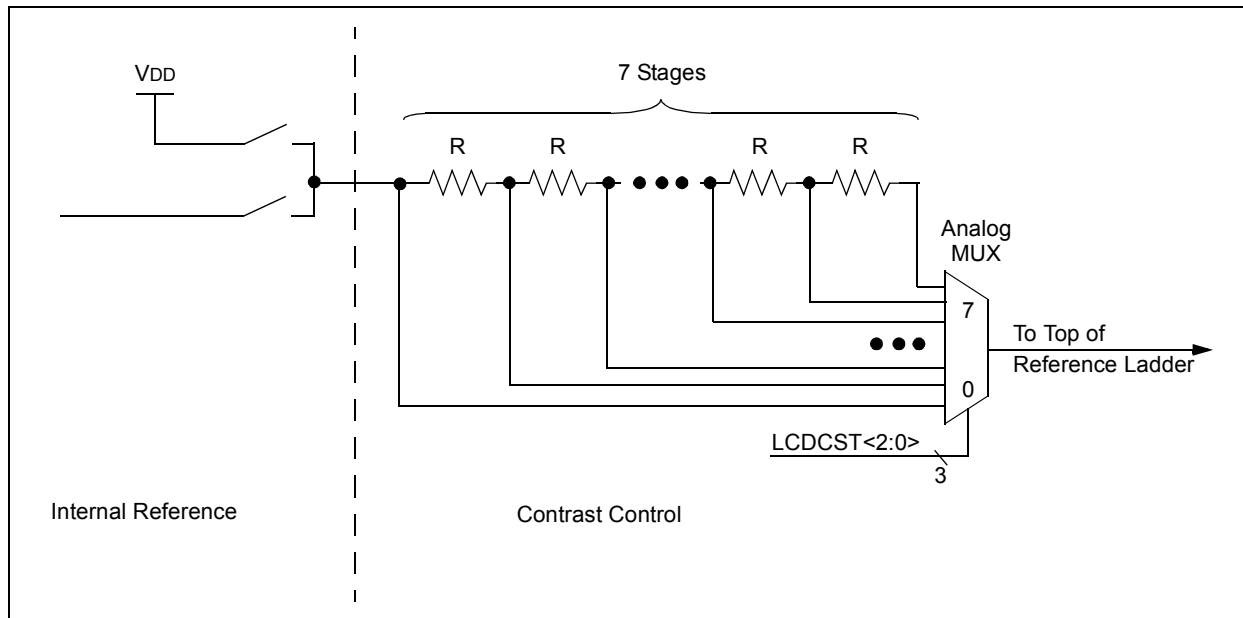 VDD
7 Stages
R
R
R
R
Analog
MUX
7
0
To Top of
Reference Ladder
LCDCST<2:0>
3
Internal Reference
Contrast Control